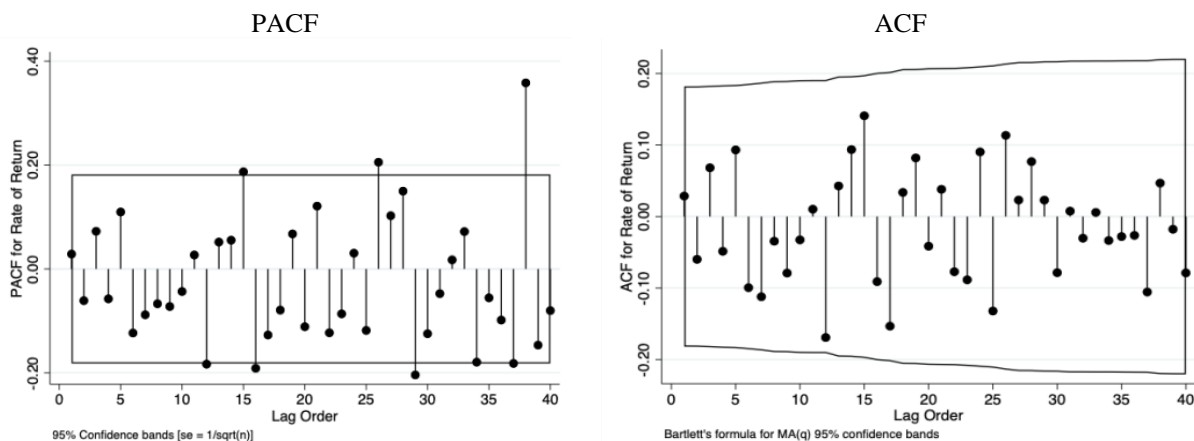 PACF
PACF for Rate of Return
0.40
0.20
0.00
-0.20
0 5 10 15 20 25 30 35 40
Lag Order
95% Confidence bands [se = 1/sqrt(n)]
ACF
ACF for Rate of Return
0.20
0.10
0.00
-0.10
-0.20
0 5 10 15 20 25 30 35 40
Lag Order
Bartlett's formula for MA(q) 95% confidence bands